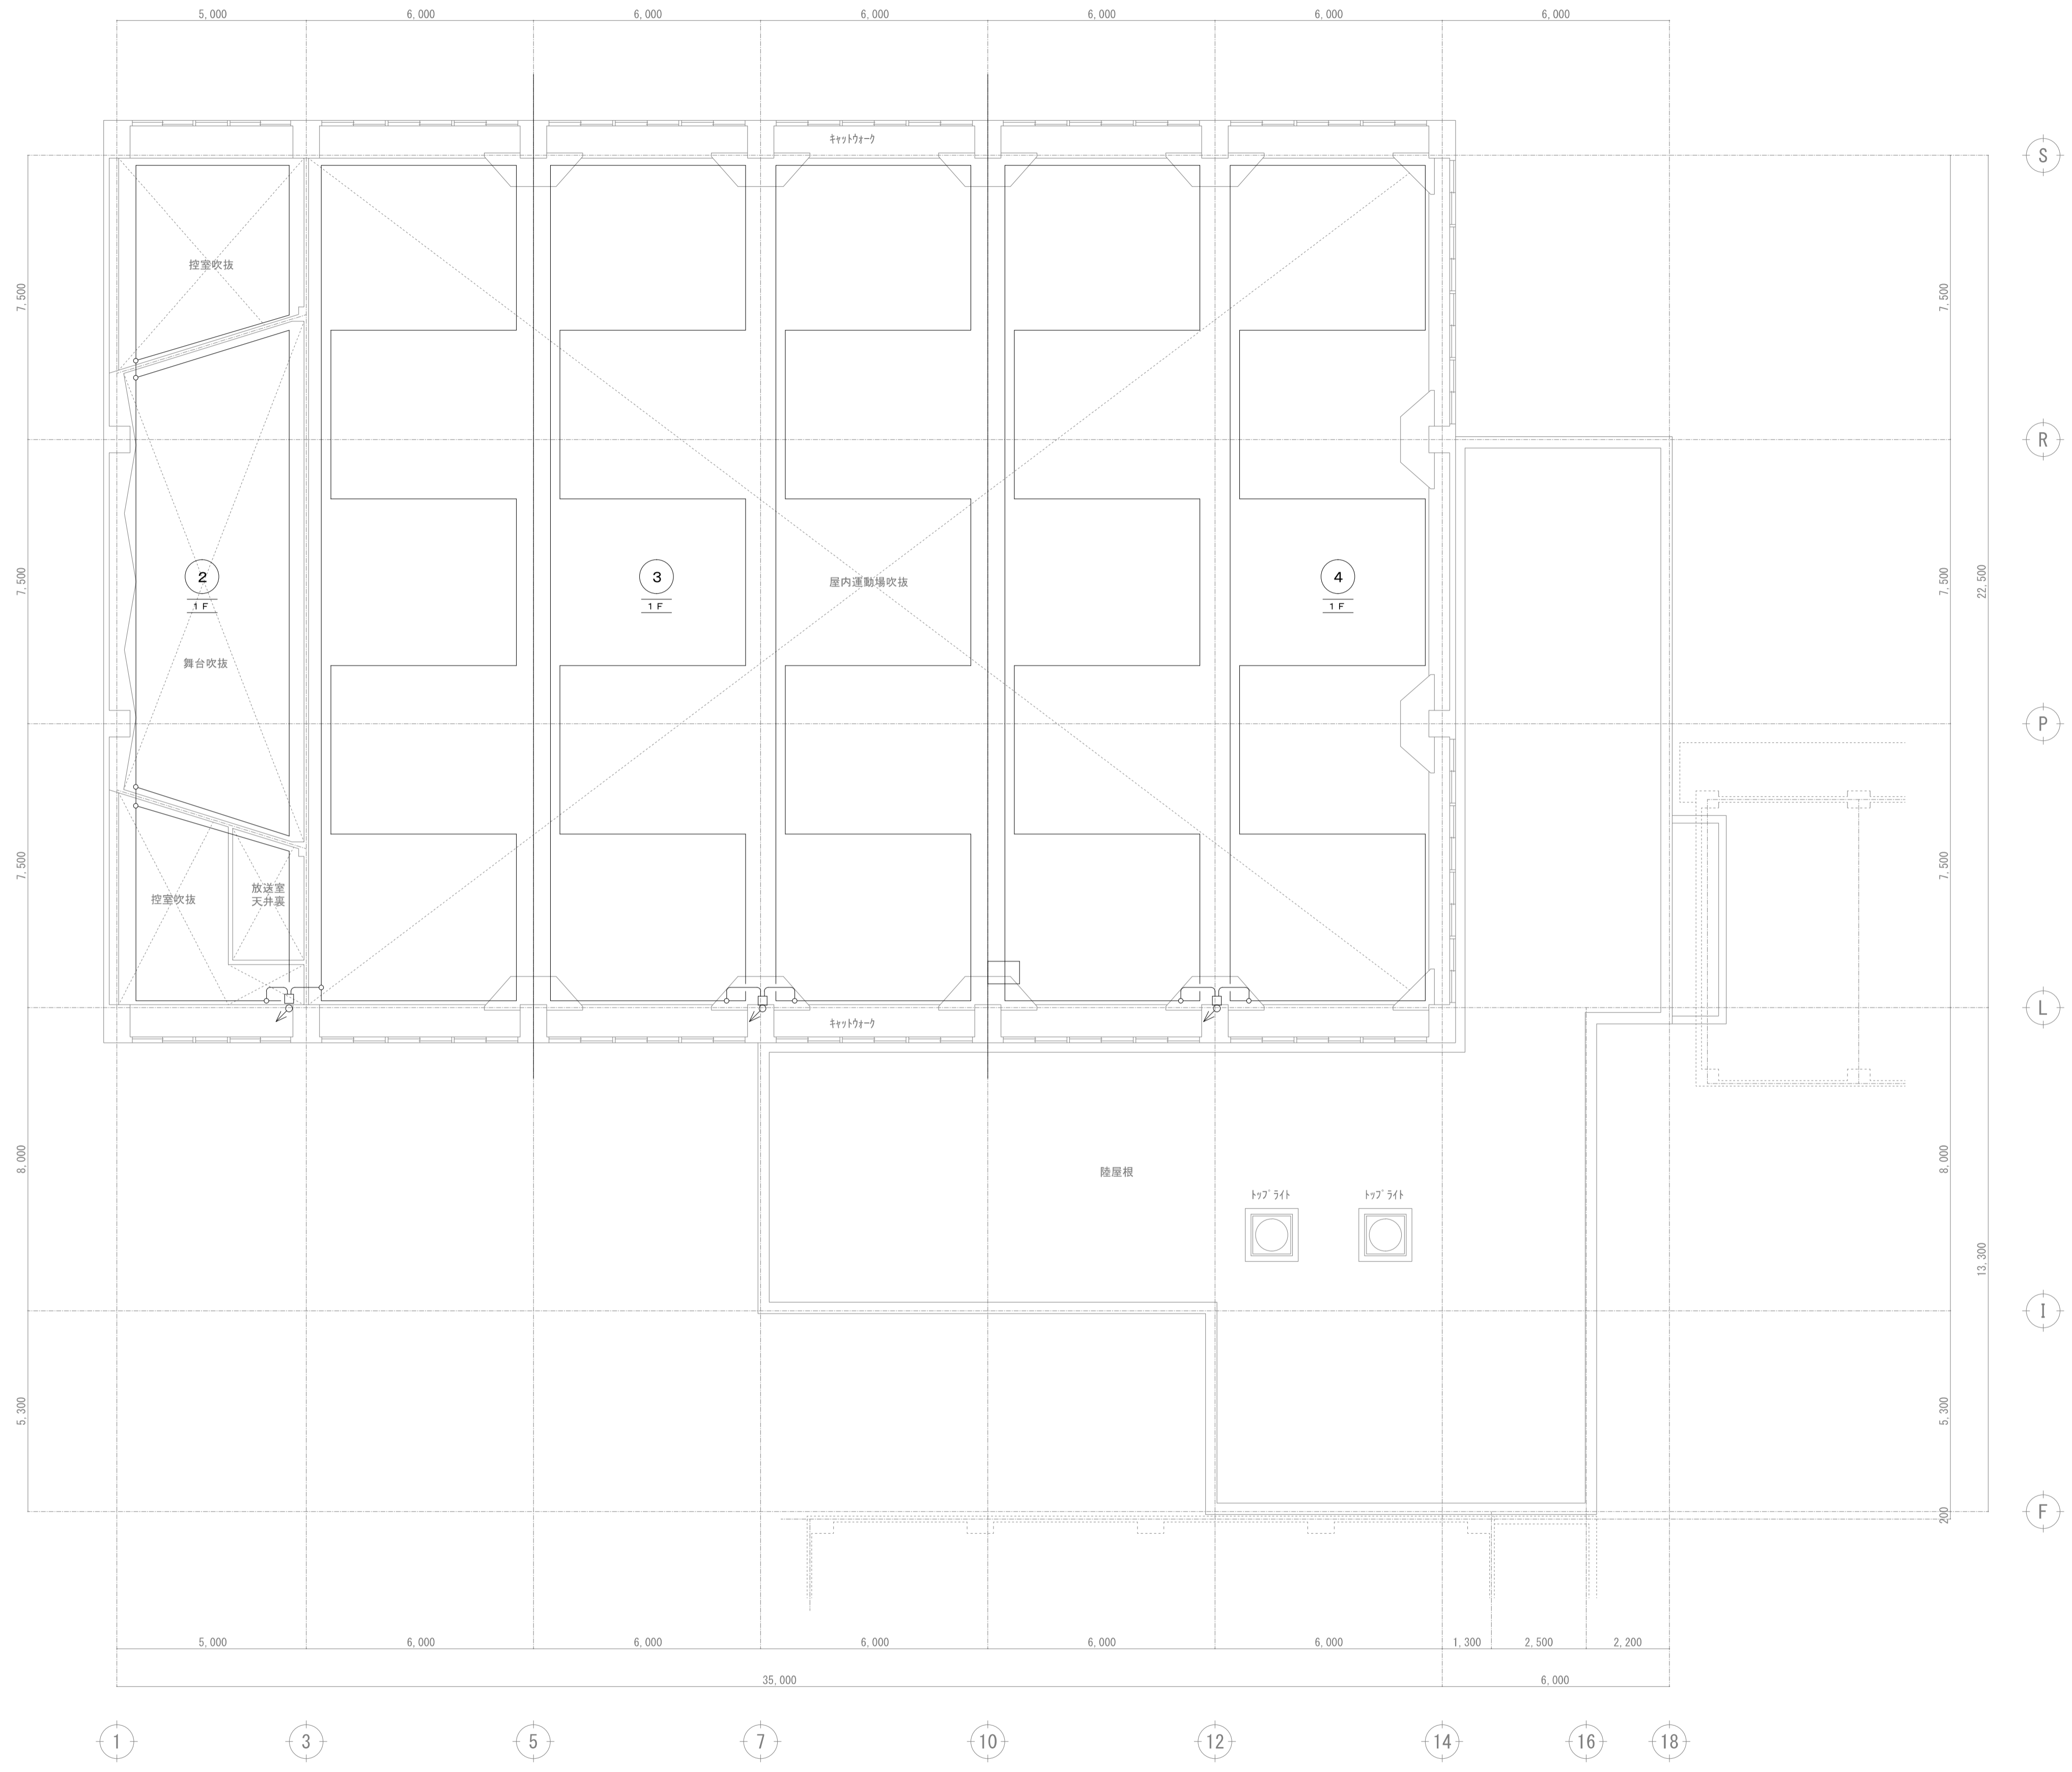 5,000 6,000 6,000 6,000 6,000 6,000 6,000
キャットウォーク
S
控室吹抜
7,500 7,500
R
2 3 4
1F 1F 1F
屋内運動場吹抜
7,500 7,500 22,500
舞台吹抜
P
7,500 7,500
放送室
天井裏
控室吹抜
L
キャットウォーク
8,000 8,000
陸屋根
トップライト トップライト
13,300
I
5,300 5,300
F
200
5,000 6,000 6,000 6,000 6,000 6,000 1,300 2,500 2,200
35,000 6,000
1 3 5 7 10 12 14 16 18